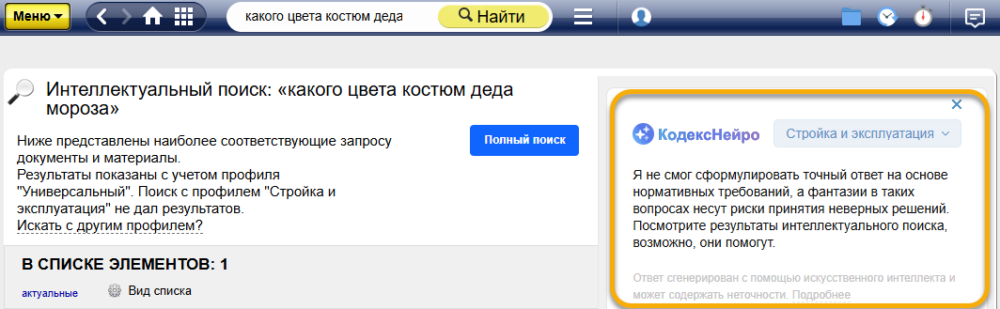 Меню
какого цвета костюм деда
Найти
Интеллектуальный поиск: «какого цвета костюм деда
мороза»
Ниже представлены наиболее соответствующие запросу
документы и материалы.
Результаты показаны с учетом профиля
"Универсальный". Поиск с профилем "Стройка и
эксплуатация" не дал результатов.
Искать с другим профилем?
Полный поиск
В СПИСКЕ ЭЛЕМЕНТОВ: 1
актуальные
Вид списка
КодексНейро
Стройка и эксплуатация
Я не смог сформулировать точный ответ на основе
нормативных требований, а фантазии в таких
вопросах несут риски принятия неверных решений.
Посмотрите результаты интеллектуального поиска,
возможно, они помогут.
Ответ сгенерирован с помощью искусственного интеллекта и
может содержать неточности. Подробнее